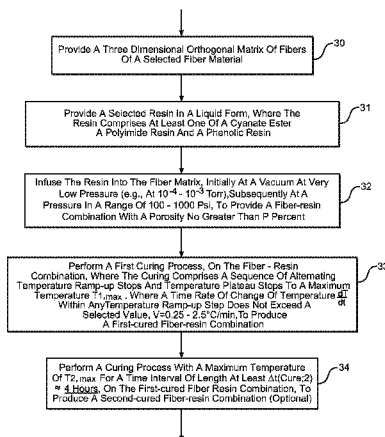 Provide A Three Dimensional Orthogonal Matrix Of Fibers
Of A Selected Fiber Material
30
Provide A Selected Resin In A Liquid Form, Where The
Resin Comprises At Least One Of A Cyanate Ester
A Polyimide Resin And A Phenolic Resin
31
Infuse The Resin Into The Fiber Matrix, Initially At A Vacuum At Very
Low Pressure (e.g., At 10⁻⁴ - 10⁻³ Torr),Subsequently At A
Pressure In A Range Of 100 - 1000 Psi, To Provide A Fiber-resin
Combination With A Porosity No Greater Than P Percent
32
Perform A First Curing Process, On The Fiber - Resin
Combination, Where The Curing Comprises A Sequence Of Alternating
Temperature Ramp-up Stops And Temperature Plateau Stops To A Maximum
Temperature T1,max . Where A Time Rate Of Change Of Temperature dT/dt
Within AnyTemperature Ramp-up Step Does Not Exceed A
Selected Value, V=0.25 - 2.5°C/min,To Produce
A First-cured Fiber-resin Combination
33
Perform A Curing Process With A Maximum Temperature
Of T2, max For A Time Interval Of Length At Least Δt(Cure;2)
≈ 4 Hours, On The First-cured Fiber Resin Combination, To
Produce A Second-cured Fiber-resin Combination (Optional)
34